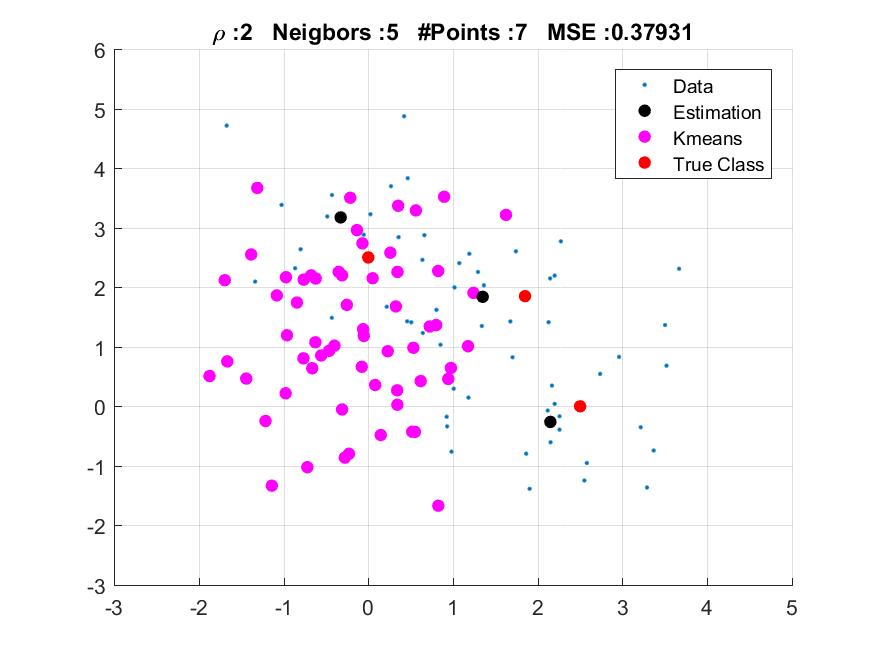 ρ :2 Neigbors :5 #Points :7 MSE :0.37931
6
5
4
3
2
1
0
-1
-2
-3
-3 -2 -1 0 1 2 3 4 5
Data
Estimation
Kmeans
True Class